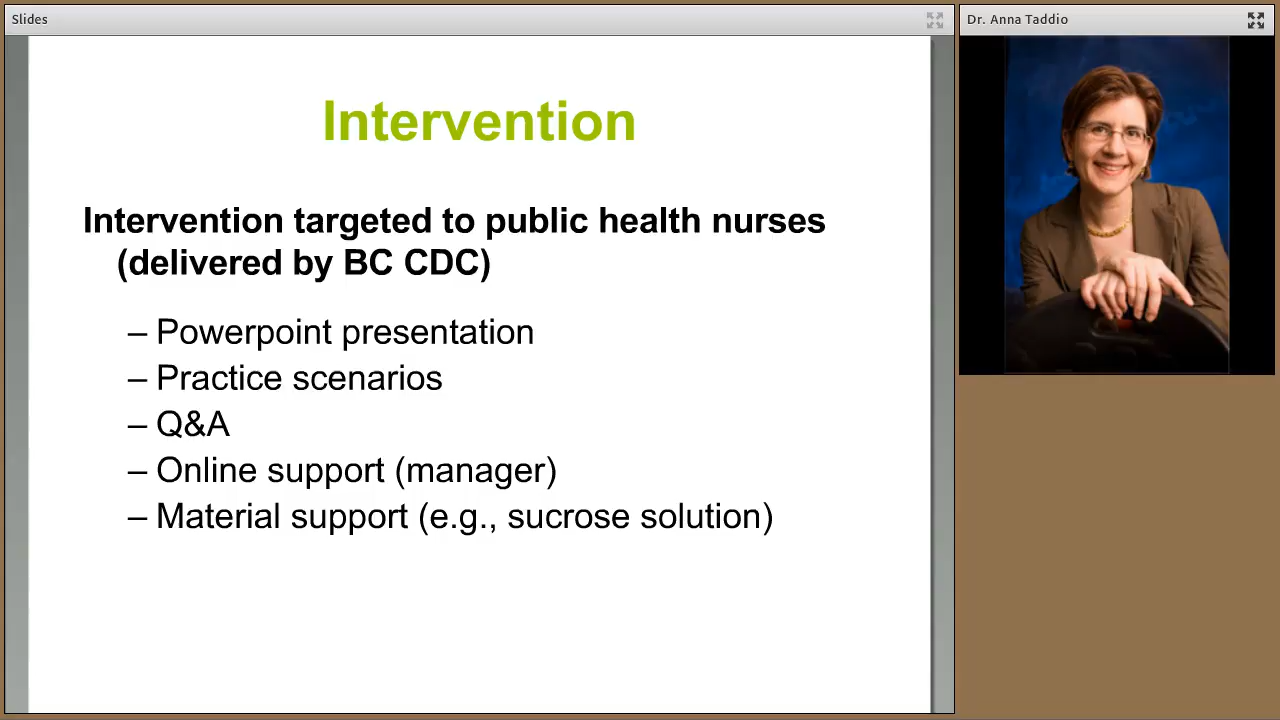 Slides
Dr. Anna Taddio
Intervention
Intervention targeted to public health nurses
(delivered by BC CDC)
– Powerpoint presentation
– Practice scenarios
– Q&A
– Online support (manager)
– Material support (e.g., sucrose solution)